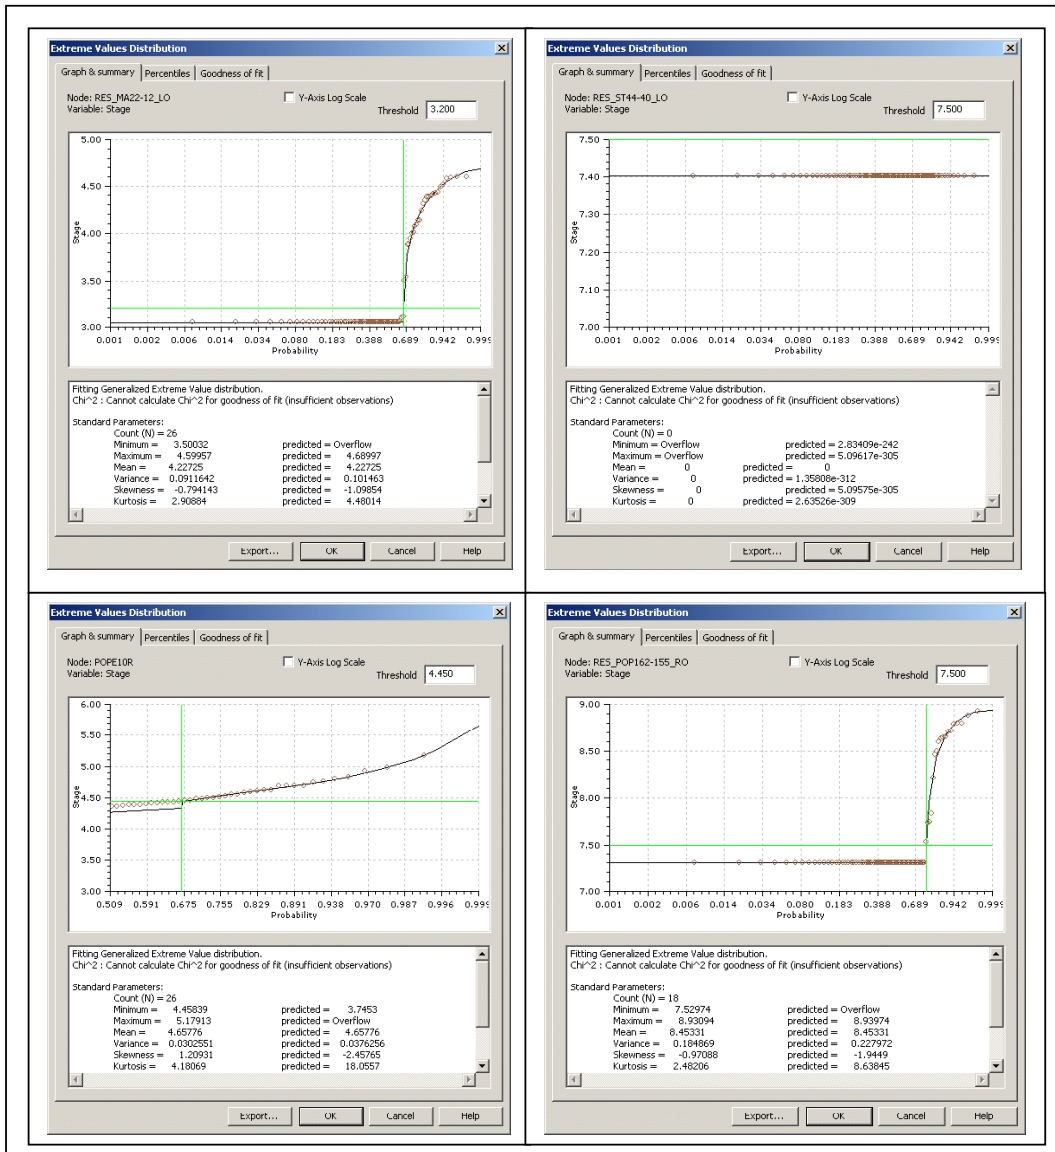 Extreme Values Distribution
Graph & summary Percentiles Goodness of fit
Node: RES_MA22-12_LO Y-Axis Log Scale
Variable: Stage Threshold 3.200
5.00
4.50
4.00
3.50
3.00
Stage
0.001 0.002 0.006 0.014 0.034 0.080 0.183 0.388 0.689 0.942 0.999
Probability
Fitting Generalized Extreme Value distribution.
Chi^2 : Cannot calculate Chi^2 for goodness of fit (insufficient observations)
Standard Parameters:
Count (N) = 26
Minimum = 3.50032 predicted = Overflow
Maximum = 4.59957 predicted = 4.68997
Mean = 4.22725 predicted = 4.22725
Variance = 0.0911642 predicted = 0.101463
Skewness = -0.794143 predicted = -1.09854
Kurtosis = 2.90884 predicted = 4.48014
Export... OK Cancel Help
Extreme Values Distribution
Graph & summary Percentiles Goodness of fit
Node: RES_ST44-40_LO Y-Axis Log Scale
Variable: Stage Threshold 7.500
7.50
7.40
7.30
7.20
7.10
7.00
Stage
0.001 0.002 0.006 0.014 0.034 0.080 0.183 0.388 0.689 0.942 0.999
Probability
Fitting Generalized Extreme Value distribution.
Chi^2 : Cannot calculate Chi^2 for goodness of fit (insufficient observations)
Standard Parameters:
Count (N) = 0
Minimum = Overflow predicted = 2.83409e-242
Maximum = Overflow predicted = 5.09617e-305
Mean = 0 predicted = 0
Variance = 0 predicted = 1.35808e-312
Skewness = 0 predicted = 5.09575e-305
Kurtosis = 0 predicted = 2.63526e-309
Export... OK Cancel Help
Extreme Values Distribution
Graph & summary Percentiles Goodness of fit
Node: POPE10R Y-Axis Log Scale
Variable: Stage Threshold 4.450
6.00
5.50
5.00
4.50
4.00
3.50
3.00
Stage
0.509 0.591 0.675 0.755 0.829 0.891 0.938 0.970 0.987 0.996 0.999
Probability
Fitting Generalized Extreme Value distribution.
Chi^2 : Cannot calculate Chi^2 for goodness of fit (insufficient observations)
Standard Parameters:
Count (N) = 26
Minimum = 4.45839 predicted = 3.7453
Maximum = 5.17913 predicted = Overflow
Mean = 4.65776 predicted = 4.65776
Variance = 0.0302551 predicted = 0.0376256
Skewness = 1.20931 predicted = -2.45765
Kurtosis = 4.18069 predicted = 18.0557
Export... OK Cancel Help
Extreme Values Distribution
Graph & summary Percentiles Goodness of fit
Node: RES_POP162-155_RO Y-Axis Log Scale
Variable: Stage Threshold 7.500
9.00
8.50
8.00
7.50
7.00
Stage
0.001 0.002 0.006 0.014 0.034 0.080 0.183 0.388 0.689 0.942 0.999
Probability
Fitting Generalized Extreme Value distribution.
Chi^2 : Cannot calculate Chi^2 for goodness of fit (insufficient observations)
Standard Parameters:
Count (N) = 18
Minimum = 7.52974 predicted = Overflow
Maximum = 8.93094 predicted = 8.93974
Mean = 8.45331 predicted = 8.45331
Variance = 0.184869 predicted = 0.227972
Skewness = -0.97088 predicted = -1.9449
Kurtosis = 2.48206 predicted = 8.63845
Export... OK Cancel Help